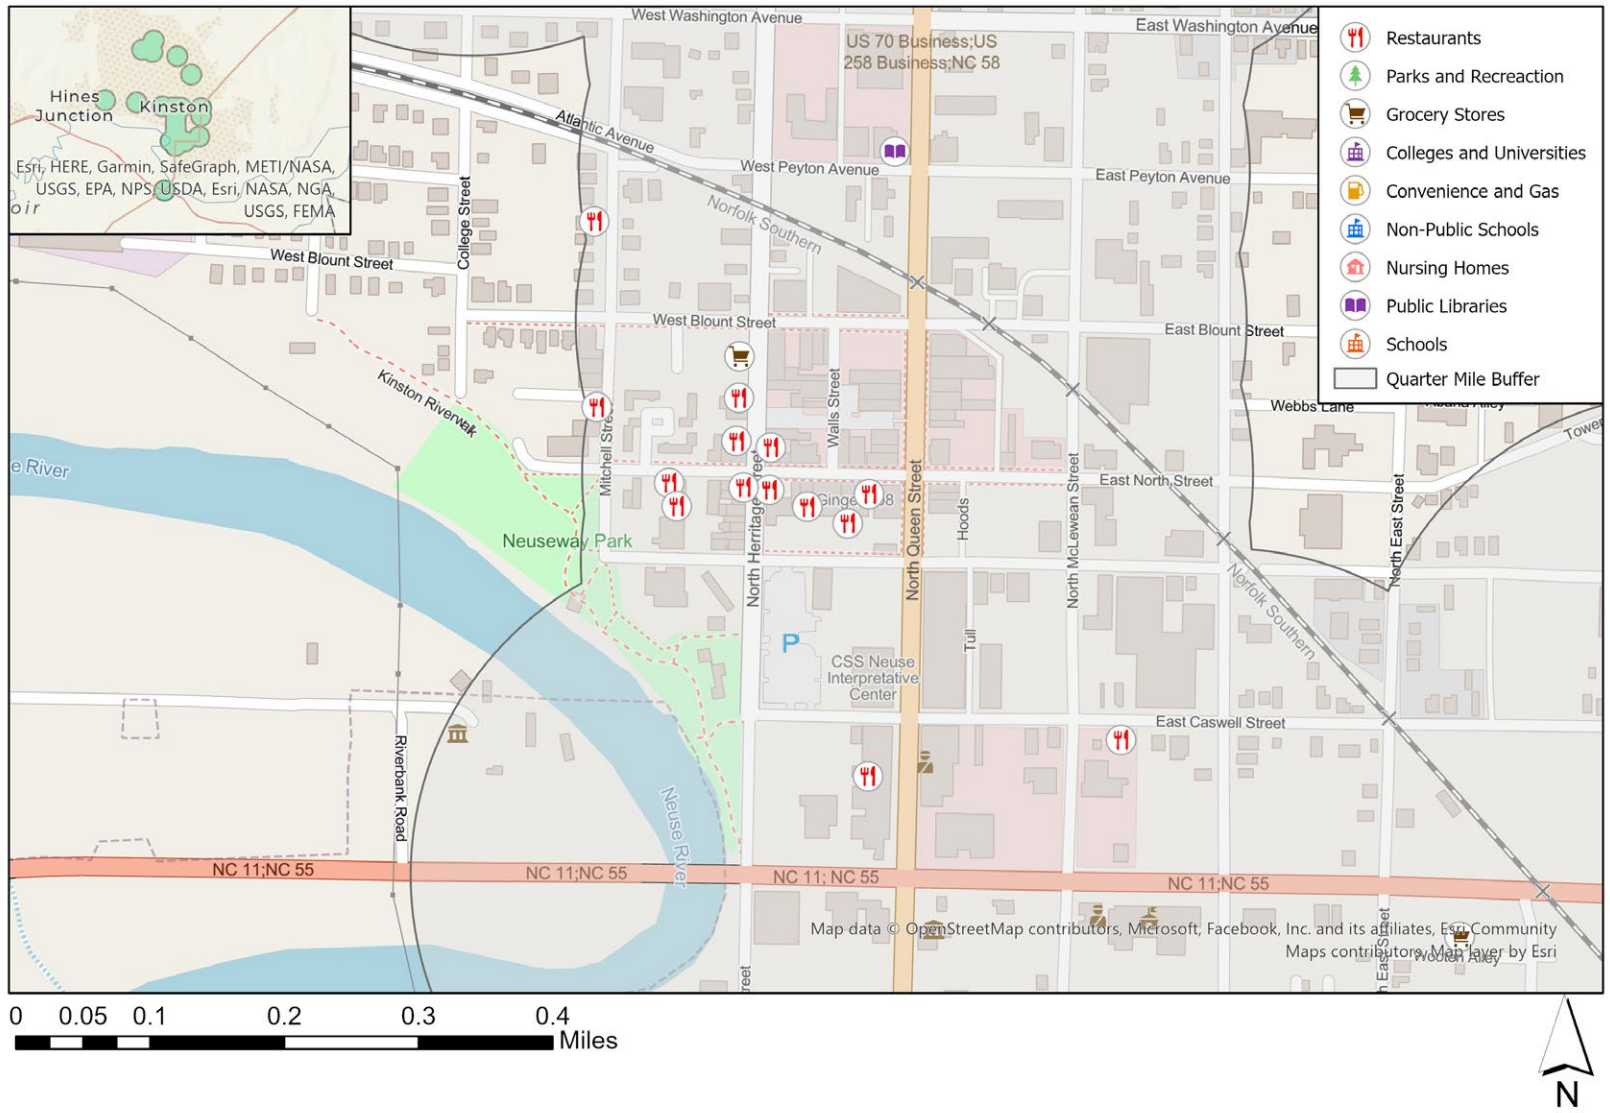 West Washington Avenue
East Washington Avenue
US 70 Business;US
258 Business;NC 58
Hines
Junction
Kinston
Esri, HERE, Garmin, SafeGraph, METI/NASA,
USGS, EPA, NPS, USDA, Esri, NASA, NGA,
USGS, FEMA
oir
Restaurants
Parks and Recreaction
Grocery Stores
Colleges and Universities
Convenience and Gas
Non-Public Schools
Nursing Homes
Public Libraries
Schools
Quarter Mile Buffer
Atlantic Avenue
West Peyton Avenue
East Peyton Avenue
Norfolk Southern
College Street
West Blount Street
West Blount Street
East Blount Street
Kinston Riverwalk
Walls Street
Webbs Lane
Tower
e River
Mitchell Stre
North Heritage Street
North Queen Street
Hoods
North McLewean Street
East North Street
North East Street
Neuseway Park
Norfolk Southern
P
Tull
CSS Neuse
Interpretative
Center
East Caswell Street
Riverbank Road
Neuse River
NC 11;NC 55
NC 11;NC 55
NC 11; NC 55
NC 11;NC 55
Map data © OpenStreetMap contributors, Microsoft, Facebook, Inc. and its affiliates, Esri Community
Maps contributors, Map layer by Esri
Wooten Alley
reet
h East Street
0 0.05 0.1 0.2 0.3 0.4
Miles
N